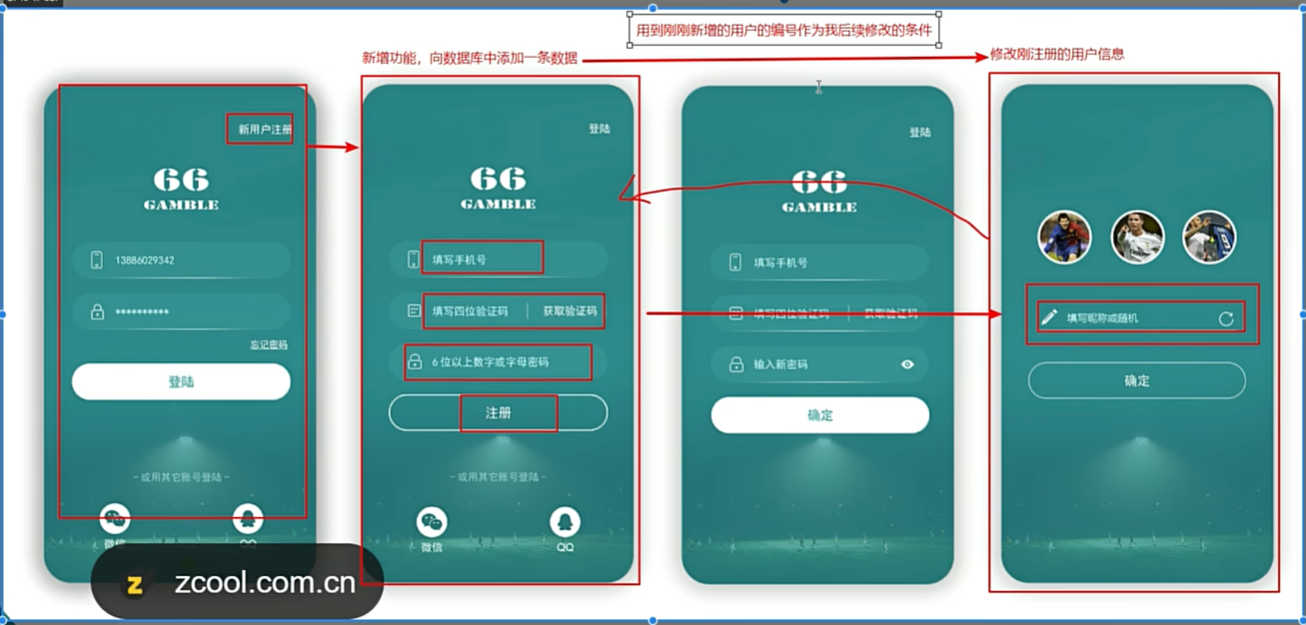 用到刚刚新增的用户的编号作为我后续修改的条件
新增功能，向数据库中添加一条数据
修改刚注册的用户信息
新用户注册
66
GAMBLE
13886029342
**********
忘记密码
登陆
- 或用其它账号登陆 -
微信
QQ
登陆
66
GAMBLE
填写手机号
填写四位验证码
获取验证码
6 位以上数字或字母密码
注册
- 或用其它账号登陆 -
微信
QQ
登陆
66
GAMBLE
填写手机号
填写四位验证码
获取验证码
输入新密码
确定
填写昵称或随机
确定
zcool.com.cn